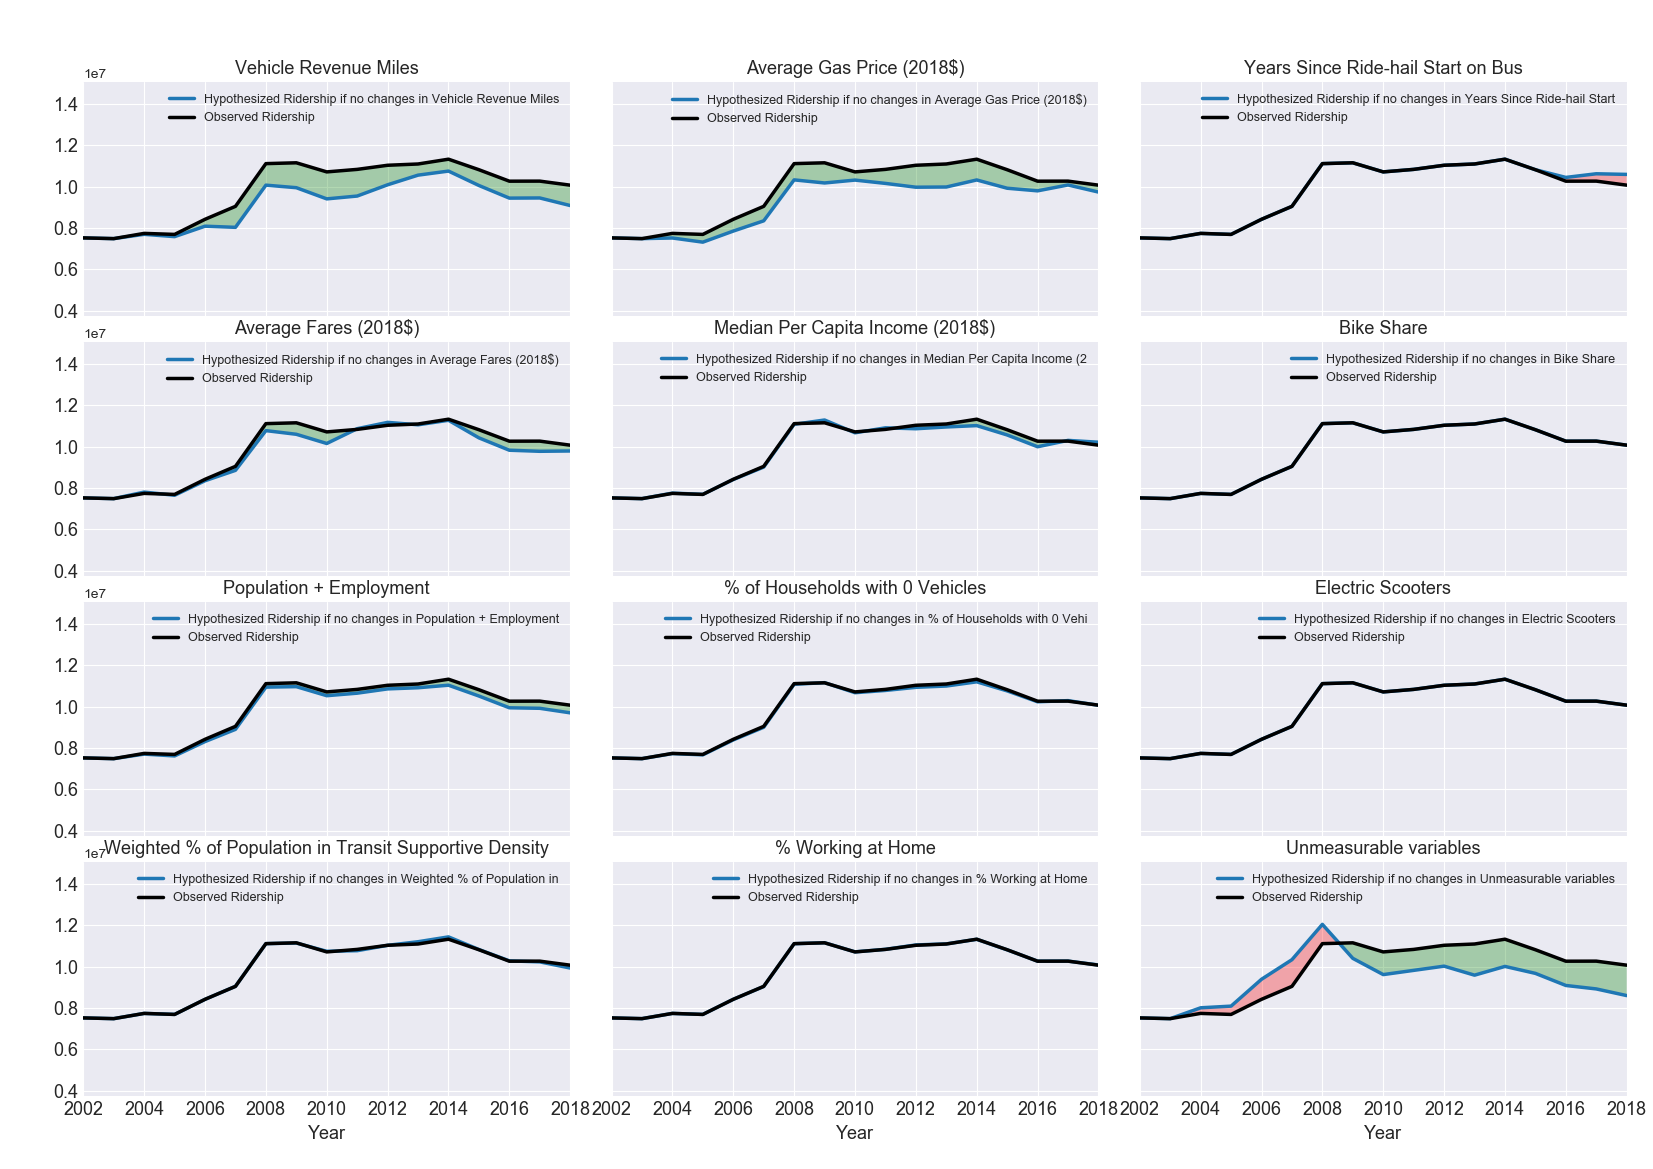 Vehicle Revenue Miles
1e7
Hypothesized Ridership if no changes in Vehicle Revenue Miles
Observed Ridership
1.4
1.2
1.0
0.8
0.6
0.4
Average Gas Price (2018$)
Hypothesized Ridership if no changes in Average Gas Price (2018$)
Observed Ridership
Years Since Ride-hail Start on Bus
Hypothesized Ridership if no changes in Years Since Ride-hail Start
Observed Ridership
Average Fares (2018$)
1e7
Hypothesized Ridership if no changes in Average Fares (2018$)
Observed Ridership
1.4
1.2
1.0
0.8
0.6
0.4
Median Per Capita Income (2018$)
Hypothesized Ridership if no changes in Median Per Capita Income (2
Observed Ridership
Bike Share
Hypothesized Ridership if no changes in Bike Share
Observed Ridership
Population + Employment
1e7
Hypothesized Ridership if no changes in Population + Employment
Observed Ridership
1.4
1.2
1.0
0.8
0.6
0.4
% of Households with 0 Vehicles
Hypothesized Ridership if no changes in % of Households with 0 Vehi
Observed Ridership
Electric Scooters
Hypothesized Ridership if no changes in Electric Scooters
Observed Ridership
Weighted % of Population in Transit Supportive Density
1e7
Hypothesized Ridership if no changes in Weighted % of Population in
Observed Ridership
1.4
1.2
1.0
0.8
0.6
0.4
2002 2004 2006 2008 2010 2012 2014 2016 2018
Year
% Working at Home
Hypothesized Ridership if no changes in % Working at Home
Observed Ridership
2002 2004 2006 2008 2010 2012 2014 2016 2018
Year
Unmeasurable variables
Hypothesized Ridership if no changes in Unmeasurable variables
Observed Ridership
2002 2004 2006 2008 2010 2012 2014 2016 2018
Year